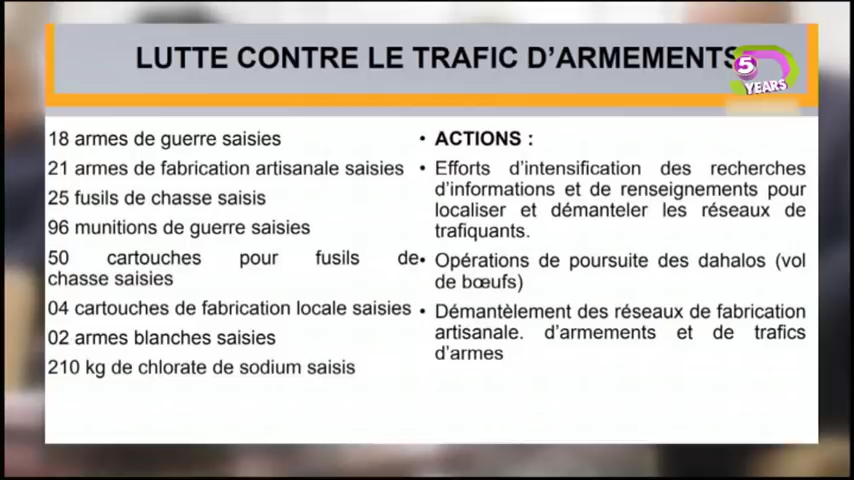 LUTTE CONTRE LE TRAFIC D'ARMEMENTS
5
YEARS
18 armes de guerre saisies
21 armes de fabrication artisanale saisies
25 fusils de chasse saisis
96 munitions de guerre saisies
50 cartouches pour fusils de
chasse saisies
04 cartouches de fabrication locale saisies
02 armes blanches saisies
210 kg de chlorate de sodium saisis
• ACTIONS :
• Efforts d'intensification des recherches
d'informations et de renseignements pour
localiser et démanteler les réseaux de
trafiquants.
• Opérations de poursuite des dahalos (vol
de bœufs)
• Démantèlement des réseaux de fabrication
artisanale. d'armements et de trafics
d'armes